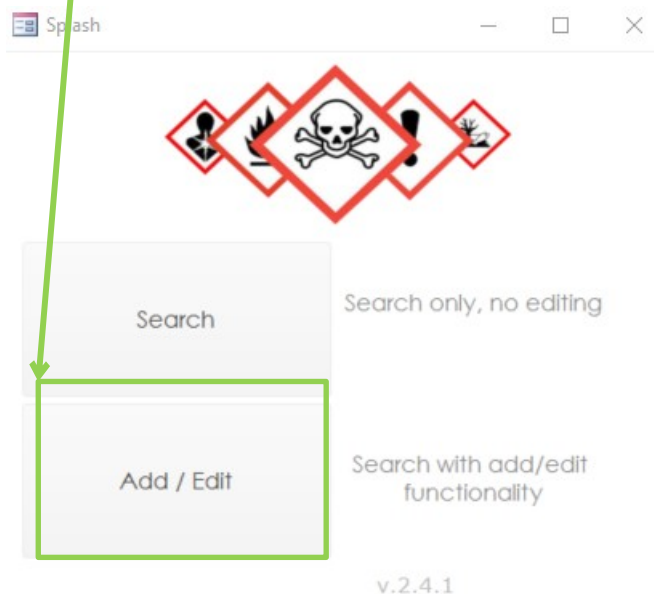 Splash
Search
Search only, no editing
Add / Edit
Search with add/edit
functionality
v.2.4.1